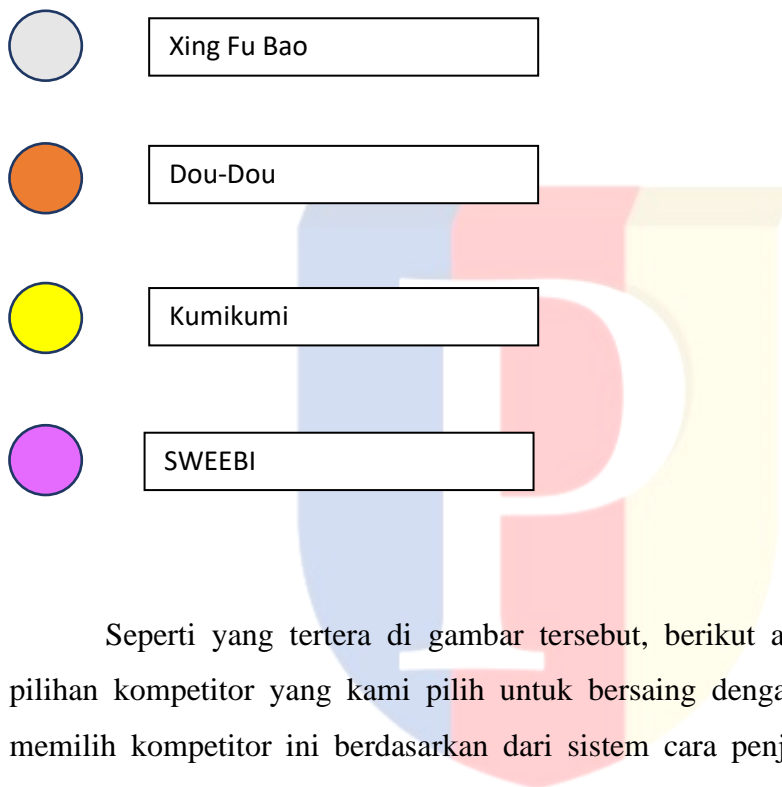 Xing Fu Bao
Dou-Dou
Kumikumi
SWEEBI
P
Seperti yang tertera di gambar tersebut, berikut a
pilihan kompetitor yang kami pilih untuk bersaing denga
memilih kompetitor ini berdasarkan dari sistem cara penj